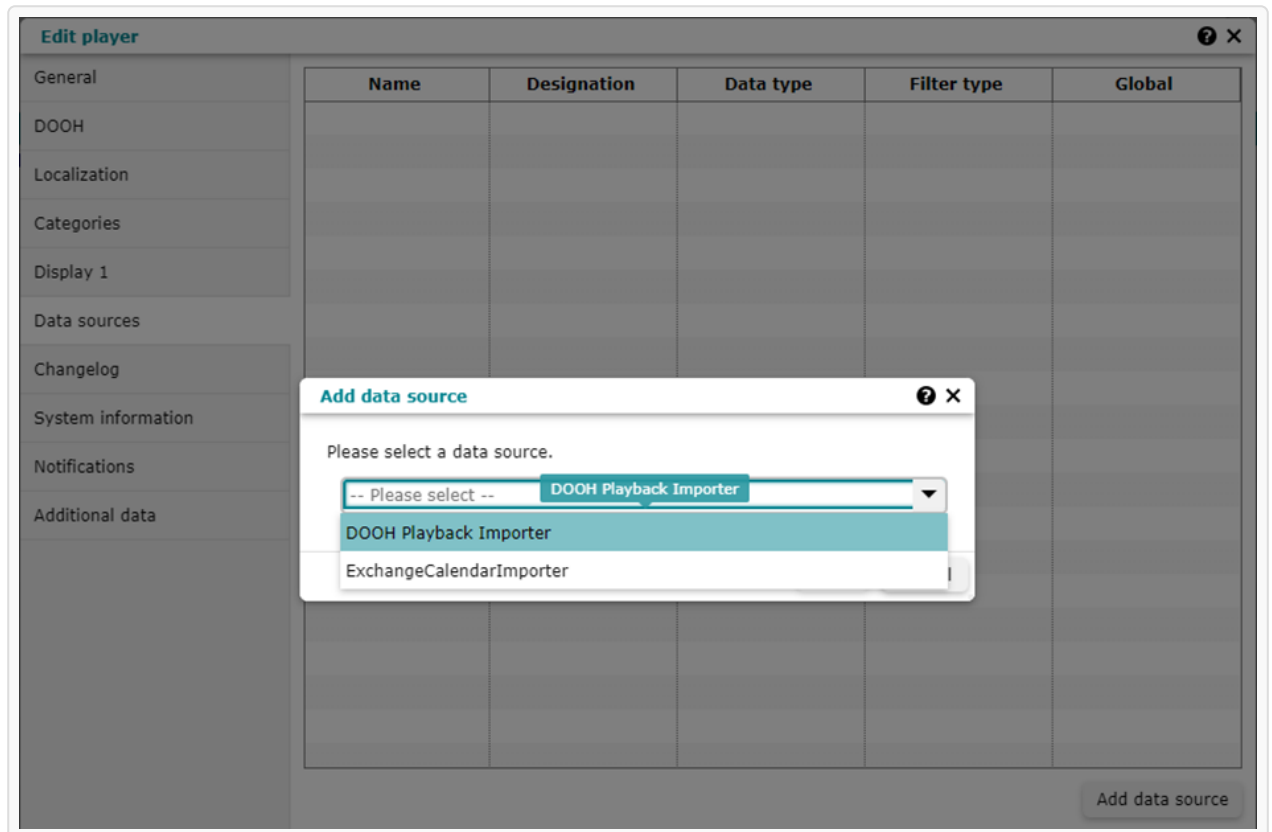 Edit player
General
Name Designation Data type Filter type Global
DOOH
Localization
Categories
Display 1
Data sources
Changelog
System information
Notifications
Additional data
Add data source
Please select a data source.
-- Please select --
DOOH Playback Importer
DOOH Playback Importer
ExchangeCalendarImporter
Add data source